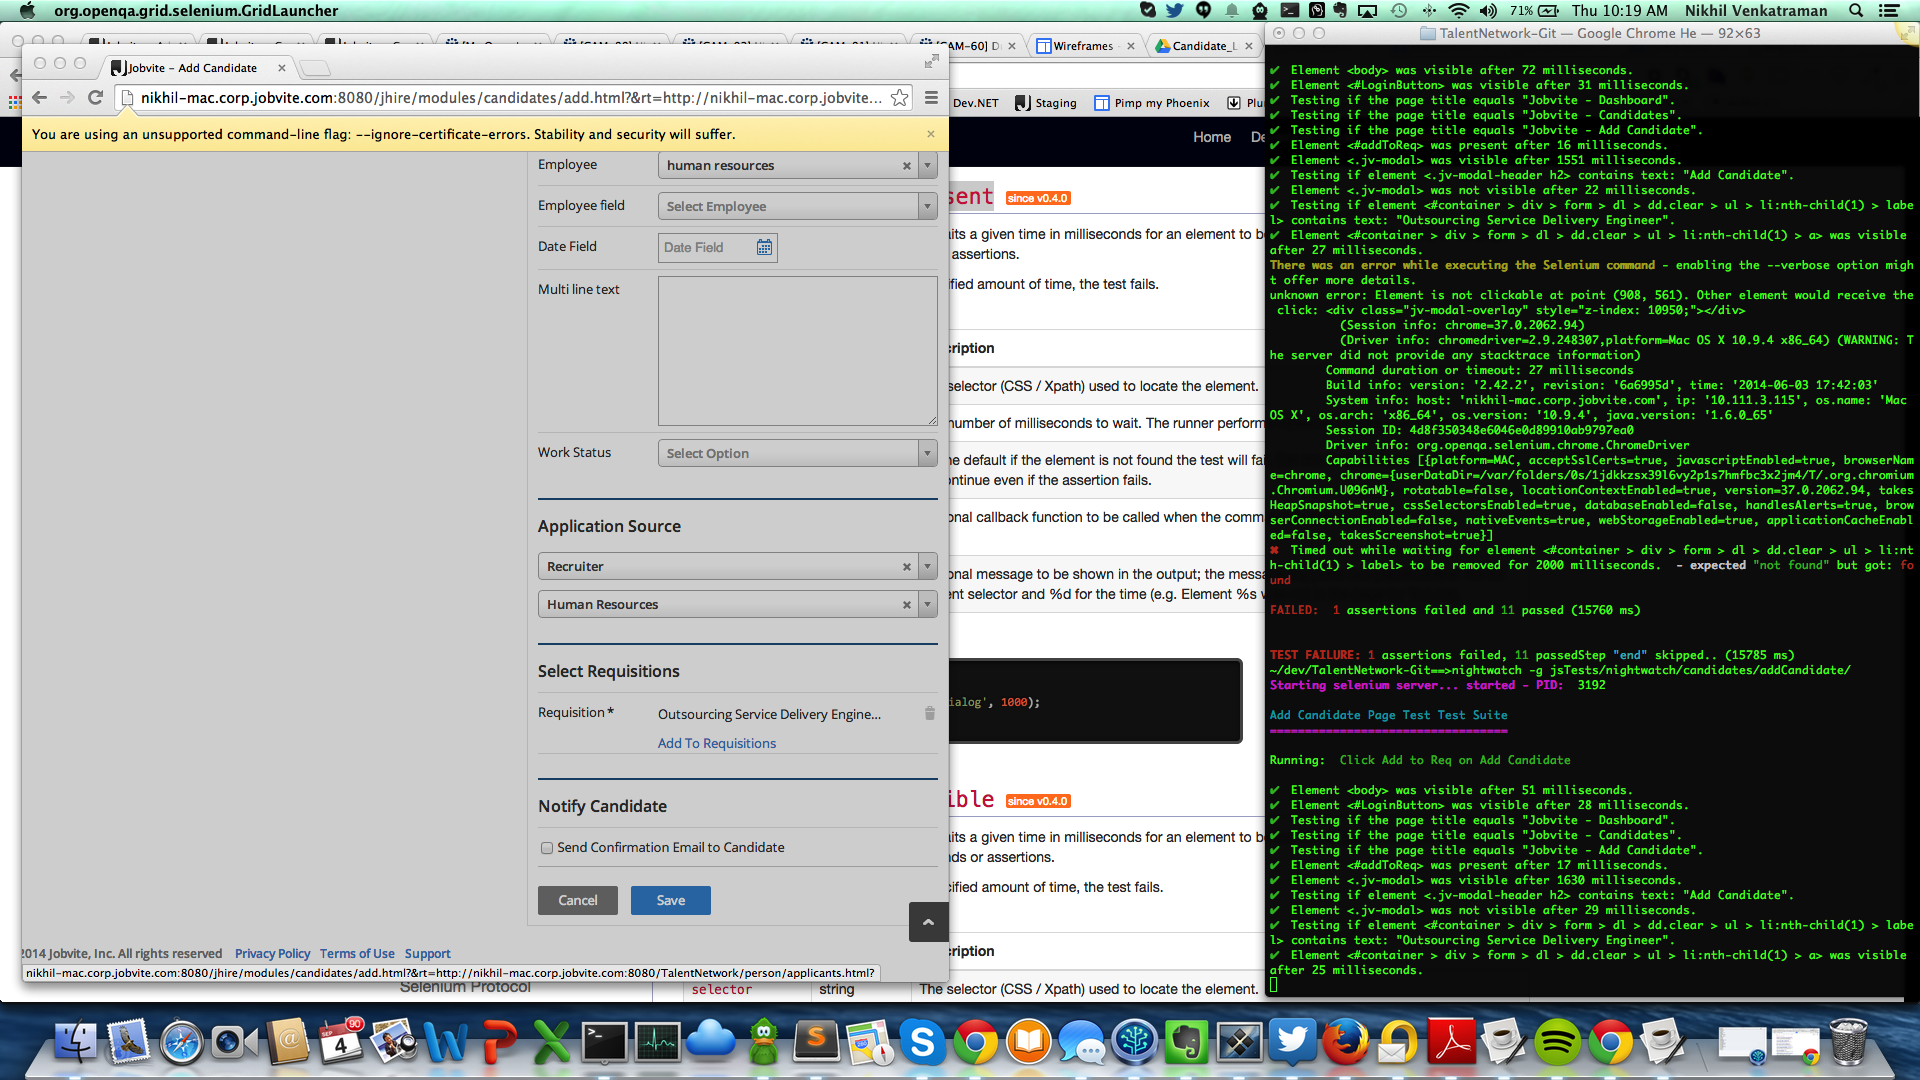 org.openqa.grid.selenium.GridLauncher
71%
Thu 10:19 AM
Nikhil Venkatraman
Wireframes
Candidate_L
Jobvite – Add Candidate
nikhil-mac.corp.jobvite.com:8080/jhire/modules/candidates/add.html?&rt=http://nikhil-mac.corp.jobvite...
Dev.NET
Staging
Pimp my Phoenix
You are using an unsupported command-line flag: --ignore-certificate-errors. Stability and security will suffer.
Home
Employee
human resources
Employee field
Select Employee
Date Field
Date Field
Multi line text
Work Status
Select Option
Application Source
Recruiter
Human Resources
Select Requisitions
Requisition *
Outsourcing Service Delivery Engine...
Add To Requisitions
Notify Candidate
Send Confirmation Email to Candidate
Cancel
Save
2014 Jobvite, Inc. All rights reserved
Privacy Policy
Terms of Use
Support
nikhil-mac.corp.jobvite.com:8080/jhire/modules/candidates/add.html?&rt=http://nikhil-mac.corp.jobvite.com:8080/TalentNetwork/person/applicants.html?
Selenium Protocol
sent
since v0.4.0
aits a given time in milliseconds for an element to b
assertions.
ified amount of time, the test fails.
cription
selector (CSS / Xpath) used to locate the element.
number of milliseconds to wait. The runner perform
he default if the element is not found the test will fai
ontinue even if the assertion fails.
onal callback function to be called when the comm
onal message to be shown in the output; the messa
nt selector and %d for the time (e.g. Element %s w
ialog', 1000);
ible
since v0.4.0
aits a given time in milliseconds for an element to b
nds or assertions.
cified amount of time, the test fails.
cription
selector
string
The selector (CSS / Xpath) used to locate the element.
TalentNetwork-Git — Google Chrome He — 92×63
✔ Element <body> was visible after 72 milliseconds.
✔ Element <#LoginButton> was visible after 31 milliseconds.
✔ Testing if the page title equals "Jobvite - Dashboard".
✔ Testing if the page title equals "Jobvite - Candidates".
✔ Testing if the page title equals "Jobvite - Add Candidate".
✔ Element <#addToReq> was present after 16 milliseconds.
✔ Element <.jv-modal> was visible after 1551 milliseconds.
✔ Testing if element <.jv-modal-header h2> contains text: "Add Candidate".
✔ Element <.jv-modal> was not visible after 22 milliseconds.
✔ Testing if element <#container > div > form > dl > dd.clear > ul > li:nth-child(1) > labe
l> contains text: "Outsourcing Service Delivery Engineer".
✔ Element <#container > div > form > dl > dd.clear > ul > li:nth-child(1) > a> was visible
after 27 milliseconds.
There was an error while executing the Selenium command - enabling the --verbose option migh
t offer more details.
unknown error: Element is not clickable at point (908, 561). Other element would receive the
click: <div class="jv-modal-overlay" style="z-index: 10950;"></div>
(Session info: chrome=37.0.2062.94)
(Driver info: chromedriver=2.9.248307,platform=Mac OS X 10.9.4 x86_64) (WARNING: T
he server did not provide any stacktrace information)
Command duration or timeout: 27 milliseconds
Build info: version: '2.42.2', revision: '6a6995d', time: '2014-06-03 17:42:03'
System info: host: 'nikhil-mac.corp.jobvite.com', ip: '10.111.3.115', os.name: 'Mac
OS X', os.arch: 'x86_64', os.version: '10.9.4', java.version: '1.6.0_65'
Session ID: 4d8f350348e6046e0d89910ab9797ea0
Driver info: org.openqa.selenium.chrome.ChromeDriver
Capabilities [{platform=MAC, acceptSslCerts=true, javascriptEnabled=true, browserNa
me=chrome, chrome={userDataDir=/var/folders/0s/1jdkkzsx39l6vy2p1s7hmfbc3x2jm4/T/.org.chromium
.Chromium.U096nM}, rotatable=false, locationContextEnabled=true, version=37.0.2062.94, takes
HeapSnapshot=true, cssSelectorsEnabled=true, databaseEnabled=false, handlesAlerts=true, brow
serConnectionEnabled=false, nativeEvents=true, webStorageEnabled=true, applicationCacheEnabl
ed=false, takesScreenshot=true}]
✖ Timed out while waiting for element <#container > div > form > dl > dd.clear > ul > li:nt
h-child(1) > label> to be removed for 2000 milliseconds. - expected "not found" but got: fo
und
FAILED: 1 assertions failed and 11 passed (15760 ms)
TEST FAILURE: 1 assertions failed, 11 passedStep "end" skipped.. (15785 ms)
~/dev/TalentNetwork-Git==>nightwatch -g jsTests/nightwatch/candidates/addCandidate/
Starting selenium server... started - PID: 3192
Add Candidate Page Test Test Suite
==================================
Running: Click Add to Req on Add Candidate
✔ Element <body> was visible after 51 milliseconds.
✔ Element <#LoginButton> was visible after 28 milliseconds.
✔ Testing if the page title equals "Jobvite - Dashboard".
✔ Testing if the page title equals "Jobvite - Candidates".
✔ Testing if the page title equals "Jobvite - Add Candidate".
✔ Element <#addToReq> was present after 17 milliseconds.
✔ Element <.jv-modal> was visible after 1630 milliseconds.
✔ Testing if element <.jv-modal-header h2> contains text: "Add Candidate".
✔ Element <.jv-modal> was not visible after 29 milliseconds.
✔ Testing if element <#container > div > form > dl > dd.clear > ul > li:nth-child(1) > labe
l> contains text: "Outsourcing Service Delivery Engineer".
✔ Element <#container > div > form > dl > dd.clear > ul > li:nth-child(1) > a> was visible
after 25 milliseconds.
SEP
4
90